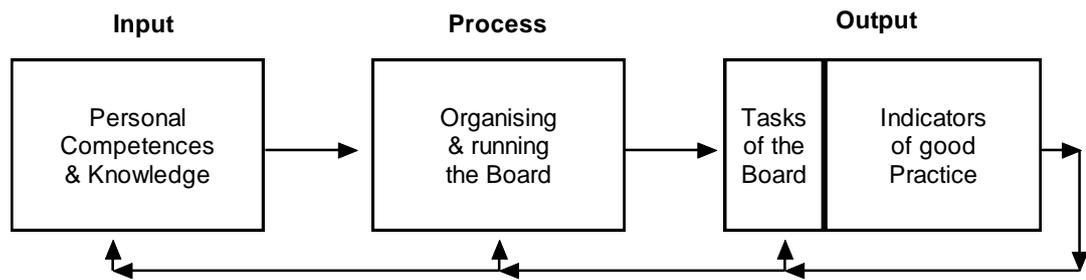 Input
Process
Output
Personal
Competences
& Knowledge
Organising
& running
the Board
Tasks
of the
Board
Indicators
of good
Practice